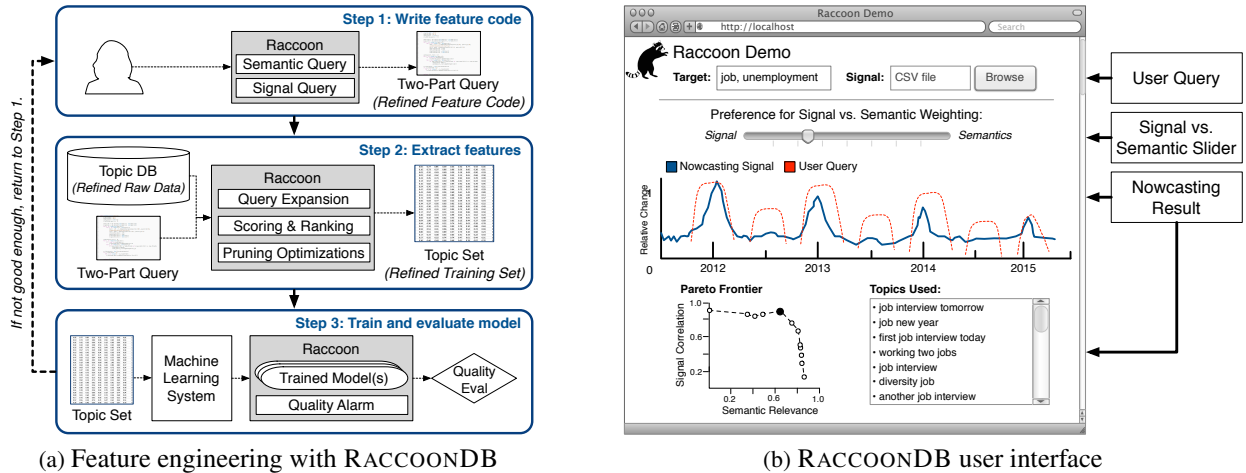 Step 1: Write feature code
Raccoon
Semantic Query
Signal Query
Two-Part Query
(Refined Feature Code)
If not good enough, return to Step 1.
Step 2: Extract features
Topic DB
(Refined Raw Data)
Two-Part Query
Raccoon
Query Expansion
Scoring & Ranking
Pruning Optimizations
Topic Set
(Refined Training Set)
Step 3: Train and evaluate model
Topic Set
Machine
Learning
System
Raccoon
Trained Model(s)
Quality Alarm
Quality
Eval
(a) Feature engineering with RACCOONDB
Raccoon Demo
http://localhost
Search
Raccoon Demo
Target: job, unemployment Signal: CSV file Browse
Preference for Signal vs. Semantic Weighting:
Signal Semantics
Nowcasting Signal User Query
Relative Change
1
0
2012 2013 2014 2015
Pareto Frontier
Signal Correlation
1.0
0.6
0.2
0.2 0.6 1.0
Semantic Relevance
Topics Used:
• job interview tomorrow
• job new year
• first job interview today
• working two jobs
• job interview
• diversity job
• another job interview
User Query
Signal vs.
Semantic Slider
Nowcasting
Result
(b) RACCOONDB user interface